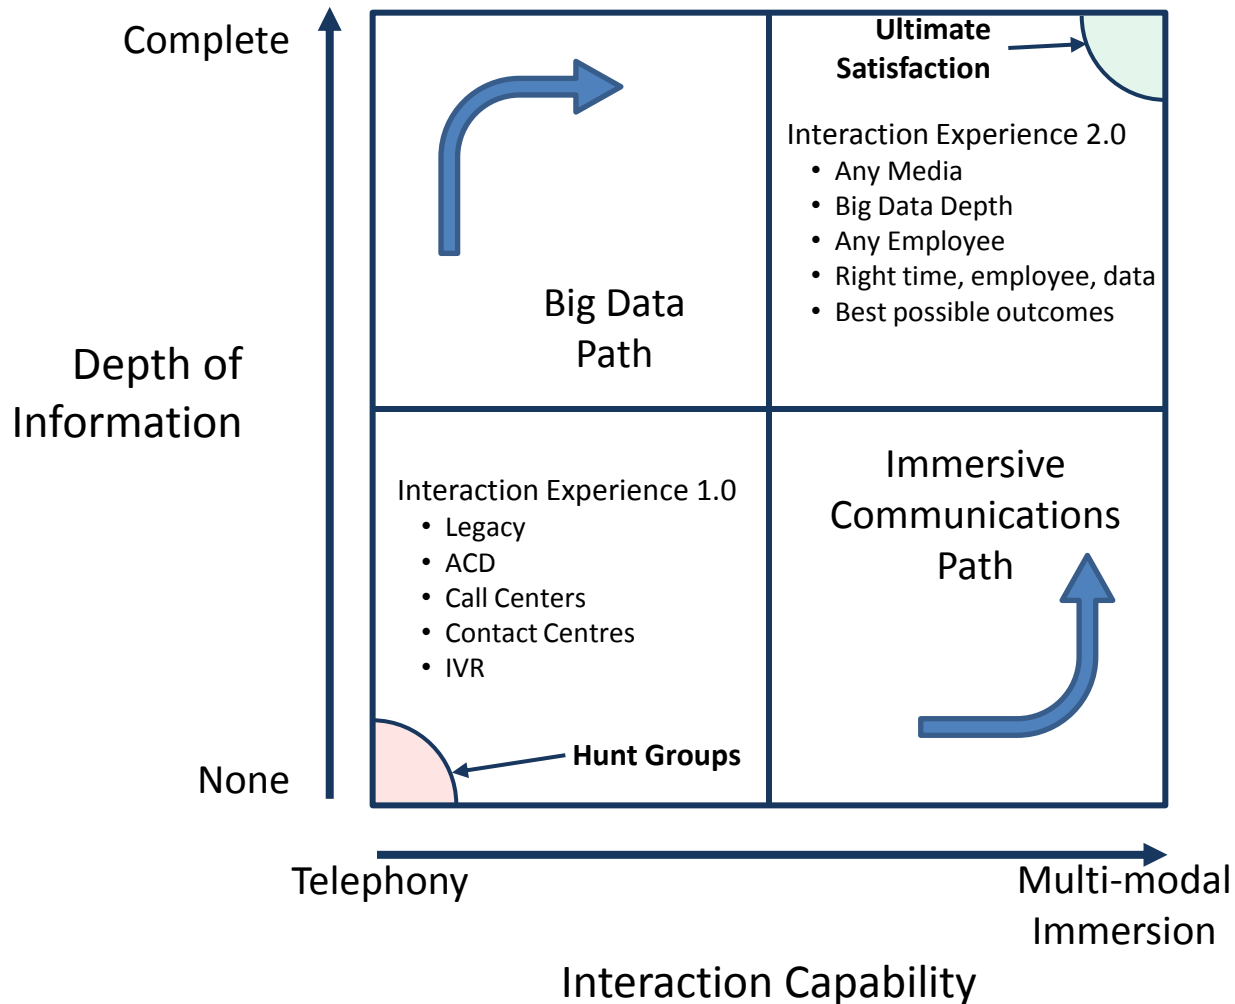 Complete
Ultimate
Satisfaction
Interaction Experience 2.0
• Any Media
• Big Data Depth
• Any Employee
• Right time, employee, data
• Best possible outcomes
Big Data
Path
Depth of
Information
Interaction Experience 1.0
• Legacy
• ACD
• Call Centers
• Contact Centres
• IVR
Immersive
Communications
Path
Hunt Groups
None
Telephony
Multi-modal
Immersion
Interaction Capability